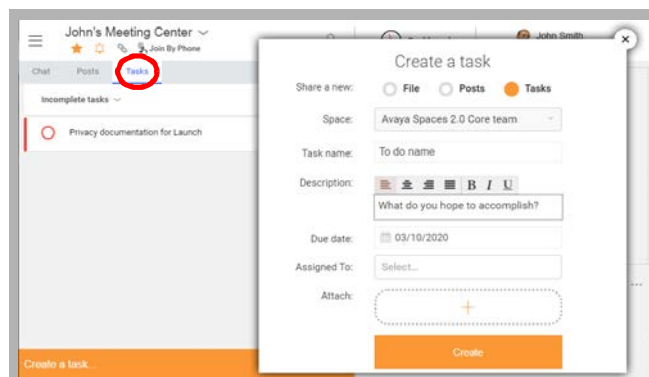 John's Meeting Center
Join By Phone
John Smith
Chat Posts Tasks
Incomplete tasks
Privacy documentation for Launch
Create a task...
Create a task
Share a new: File Posts Tasks
Space: Avaya Spaces 2.0 Core team
Task name: To do name
Description: B I U
What do you hope to accomplish?
Due date: 03/10/2020
Assigned To: Select...
Attach: +
Create